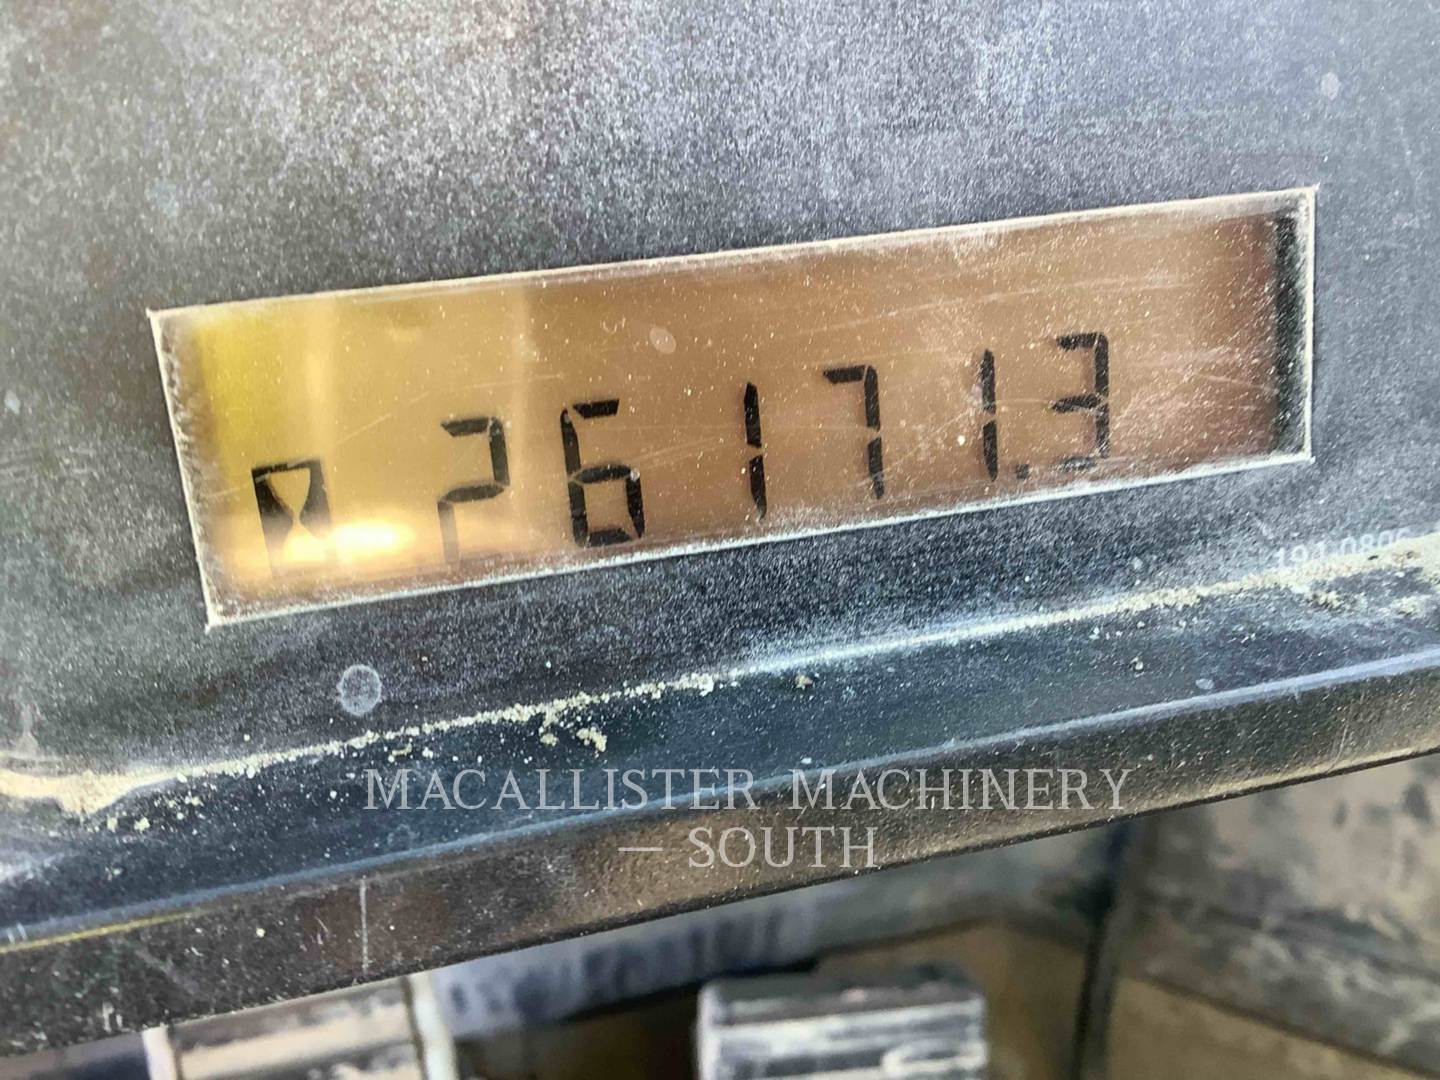 26171.3
MACALLISTER MACHINERY
— SOUTH